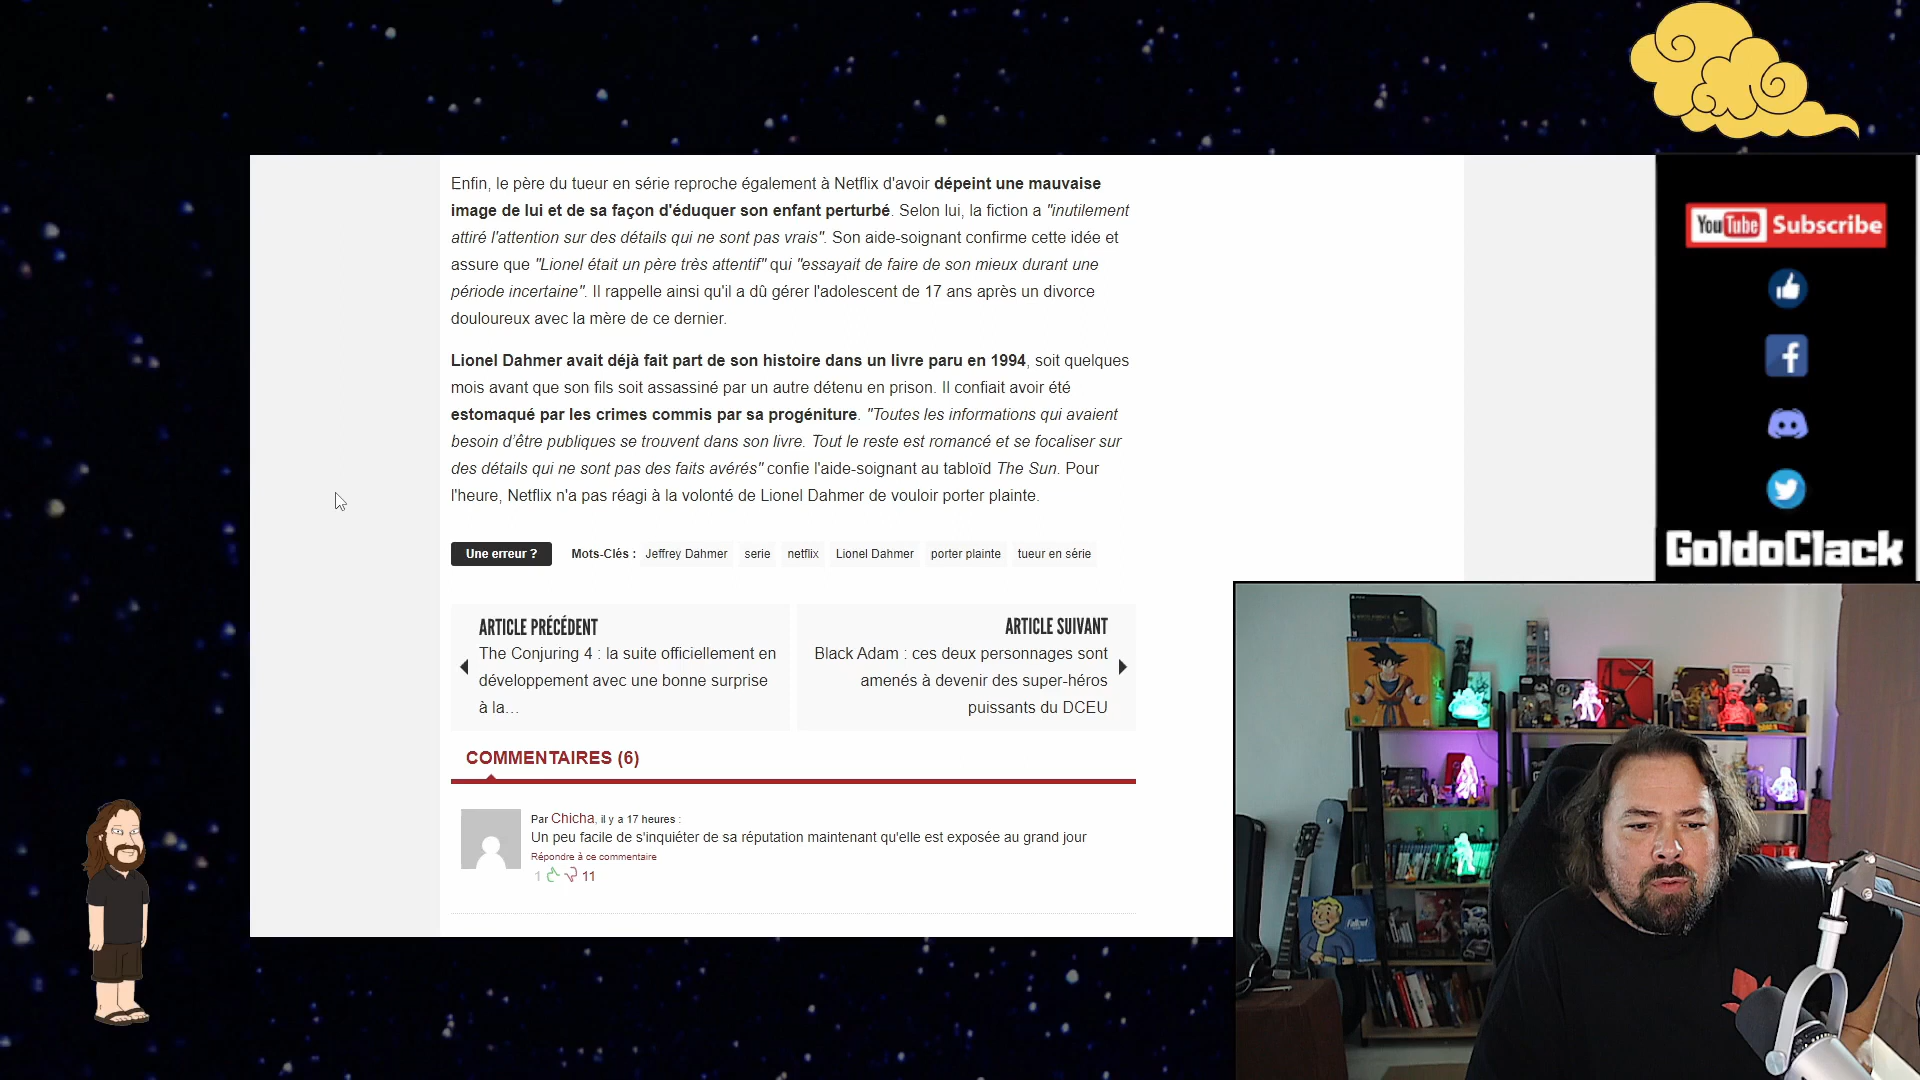 Enfin, le père du tueur en série reproche également à Netflix d'avoir dépeint une mauvaise
image de lui et de sa façon d'éduquer son enfant perturbé. Selon lui, la fiction a "inutilement
attiré l'attention sur des détails qui ne sont pas vrais". Son aide-soignant confirme cette idée et
assure que "Lionel était un père très attentif" qui "essayait de faire de son mieux durant une
période incertaine". Il rappelle ainsi qu'il a dû gérer l'adolescent de 17 ans après un divorce
douloureux avec la mère de ce dernier.
Lionel Dahmer avait déjà fait part de son histoire dans un livre paru en 1994, soit quelques
mois avant que son fils soit assassiné par un autre détenu en prison. Il confiait avoir été
estomaqué par les crimes commis par sa progéniture. "Toutes les informations qui avaient
besoin d'être publiques se trouvent dans son livre. Tout le reste est romancé et se focaliser sur
des détails qui ne sont pas des faits avérés" confie l'aide-soignant au tabloïd The Sun. Pour
l'heure, Netflix n'a pas réagi à la volonté de Lionel Dahmer de vouloir porter plainte.
Une erreur ? Mots-Clés : Jeffrey Dahmer serie netflix Lionel Dahmer porter plainte tueur en série
ARTICLE PRÉCÉDENT
The Conjuring 4 : la suite officiellement en
développement avec une bonne surprise
à la...
ARTICLE SUIVANT
Black Adam : ces deux personnages sont
amenés à devenir des super-héros
puissants du DCEU
COMMENTAIRES (6)
Par Chicha, il y a 17 heures :
Un peu facile de s'inquiéter de sa réputation maintenant qu'elle est exposée au grand jour
Répondre à ce commentaire
1 11
YouTube Subscribe
GoldoClack
Fallout